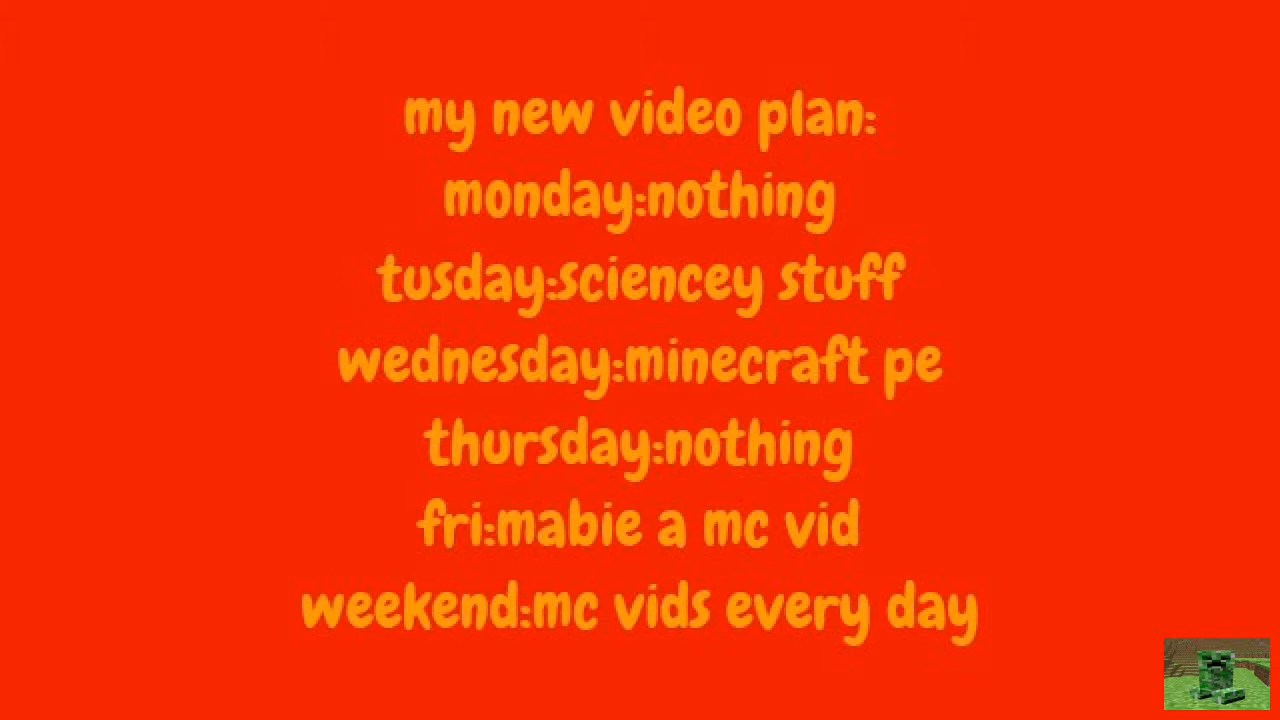 my new video plan:
monday:nothing
tusday:sciencey stuff
wednesday:minecraft pe
thursday:nothing
fri:mabie a mc vid
weekend:mc vids every day